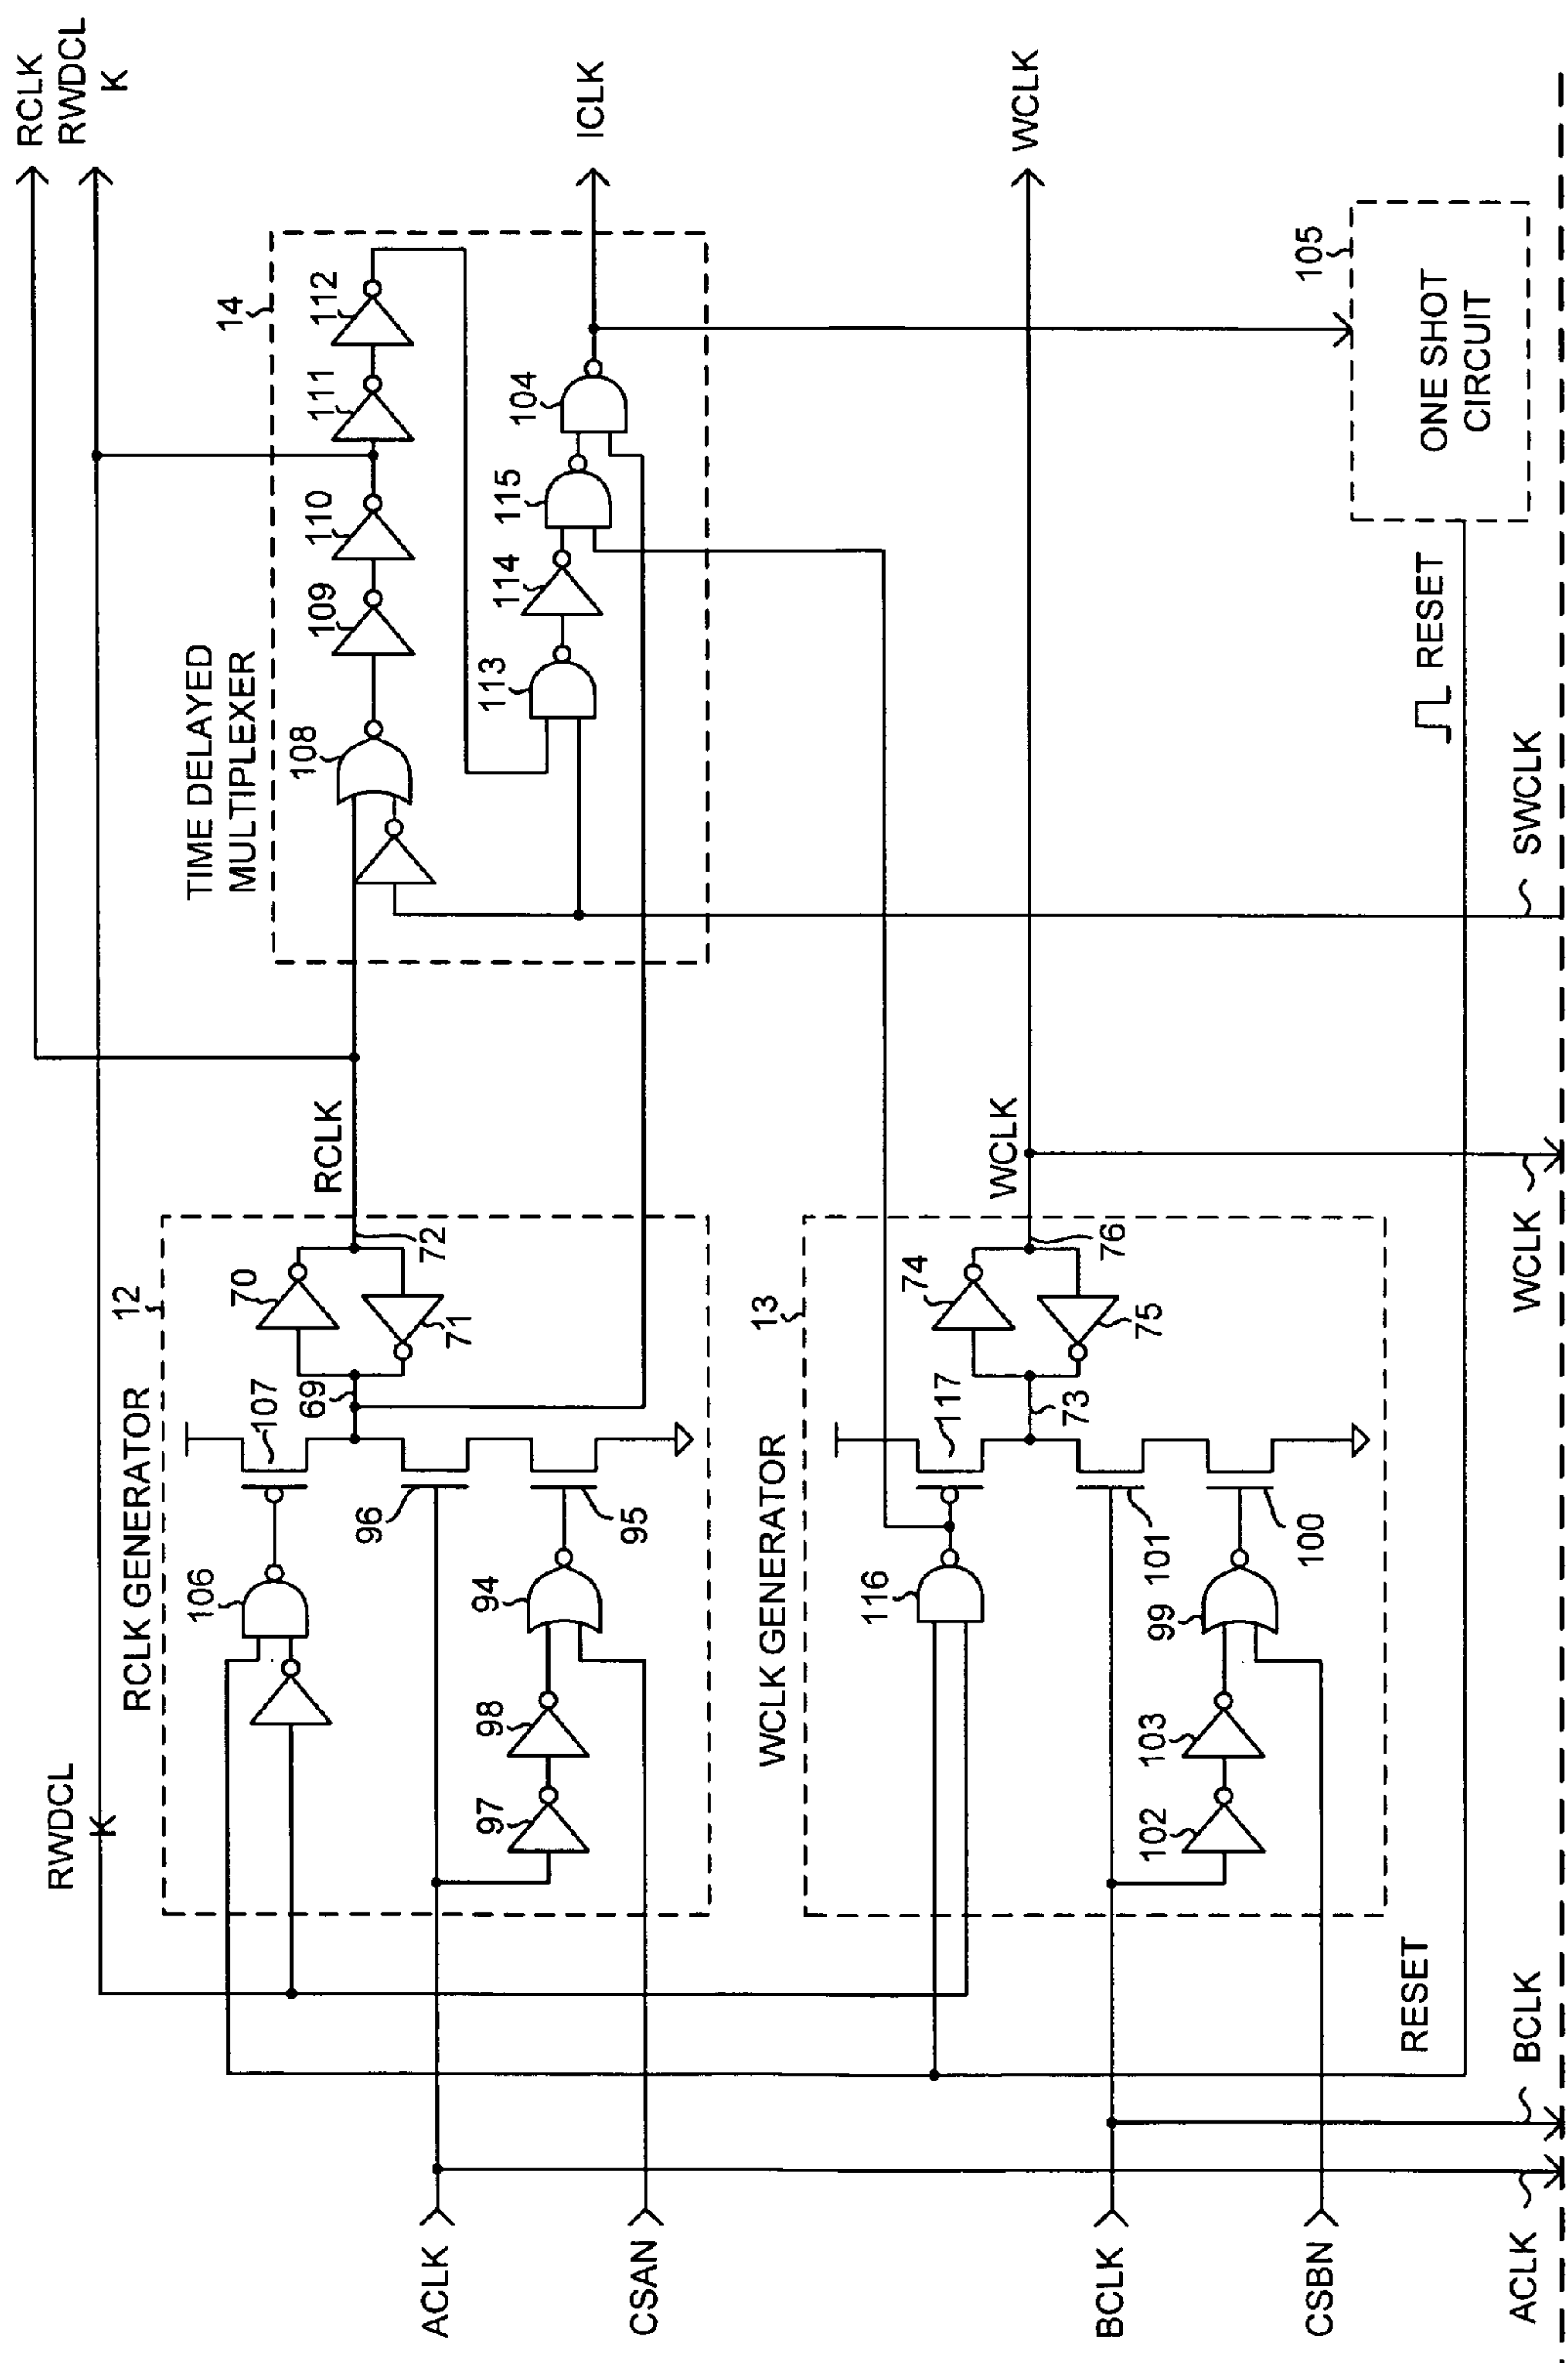 RCLK
RWDCL
K
ICLK
WCLK
TIME DELAYED
MULTIPLEXER
14
108
109
110
111
112
113
114
115
104
105
ONE SHOT
CIRCUIT
RESET
SWCLK
RWDCL
K
RCLK GENERATOR
12
106
107
69
70
71
72
RCLK
96
95
94
97
98
WCLK GENERATOR
13
116
117
73
74
75
76
WCLK
101
100
99
102
103
WCLK
RESET
ACLK
CSAN
BCLK
CSBN
ACLK
BCLK